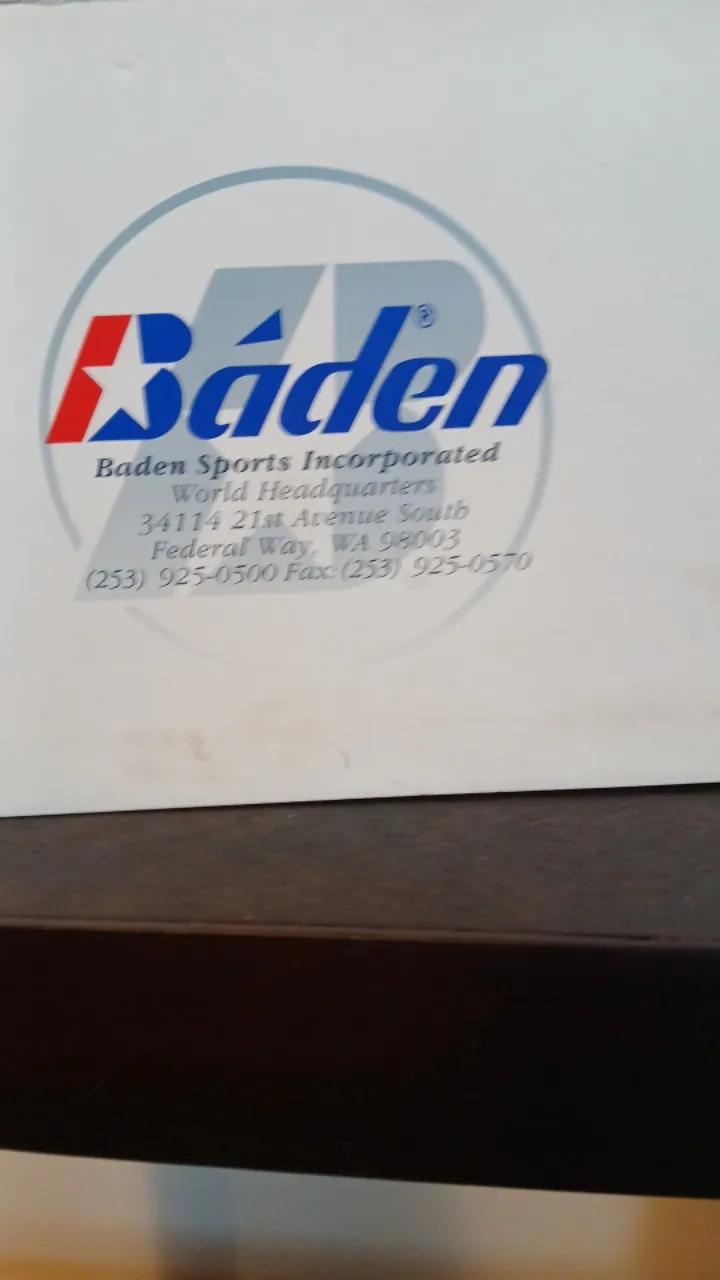 Baden®
Baden Sports Incorporated
World Headquarters
34114 21st Avenue South
Federal Way, WA 98003
(253) 925-0500 Fax: (253) 925-0570